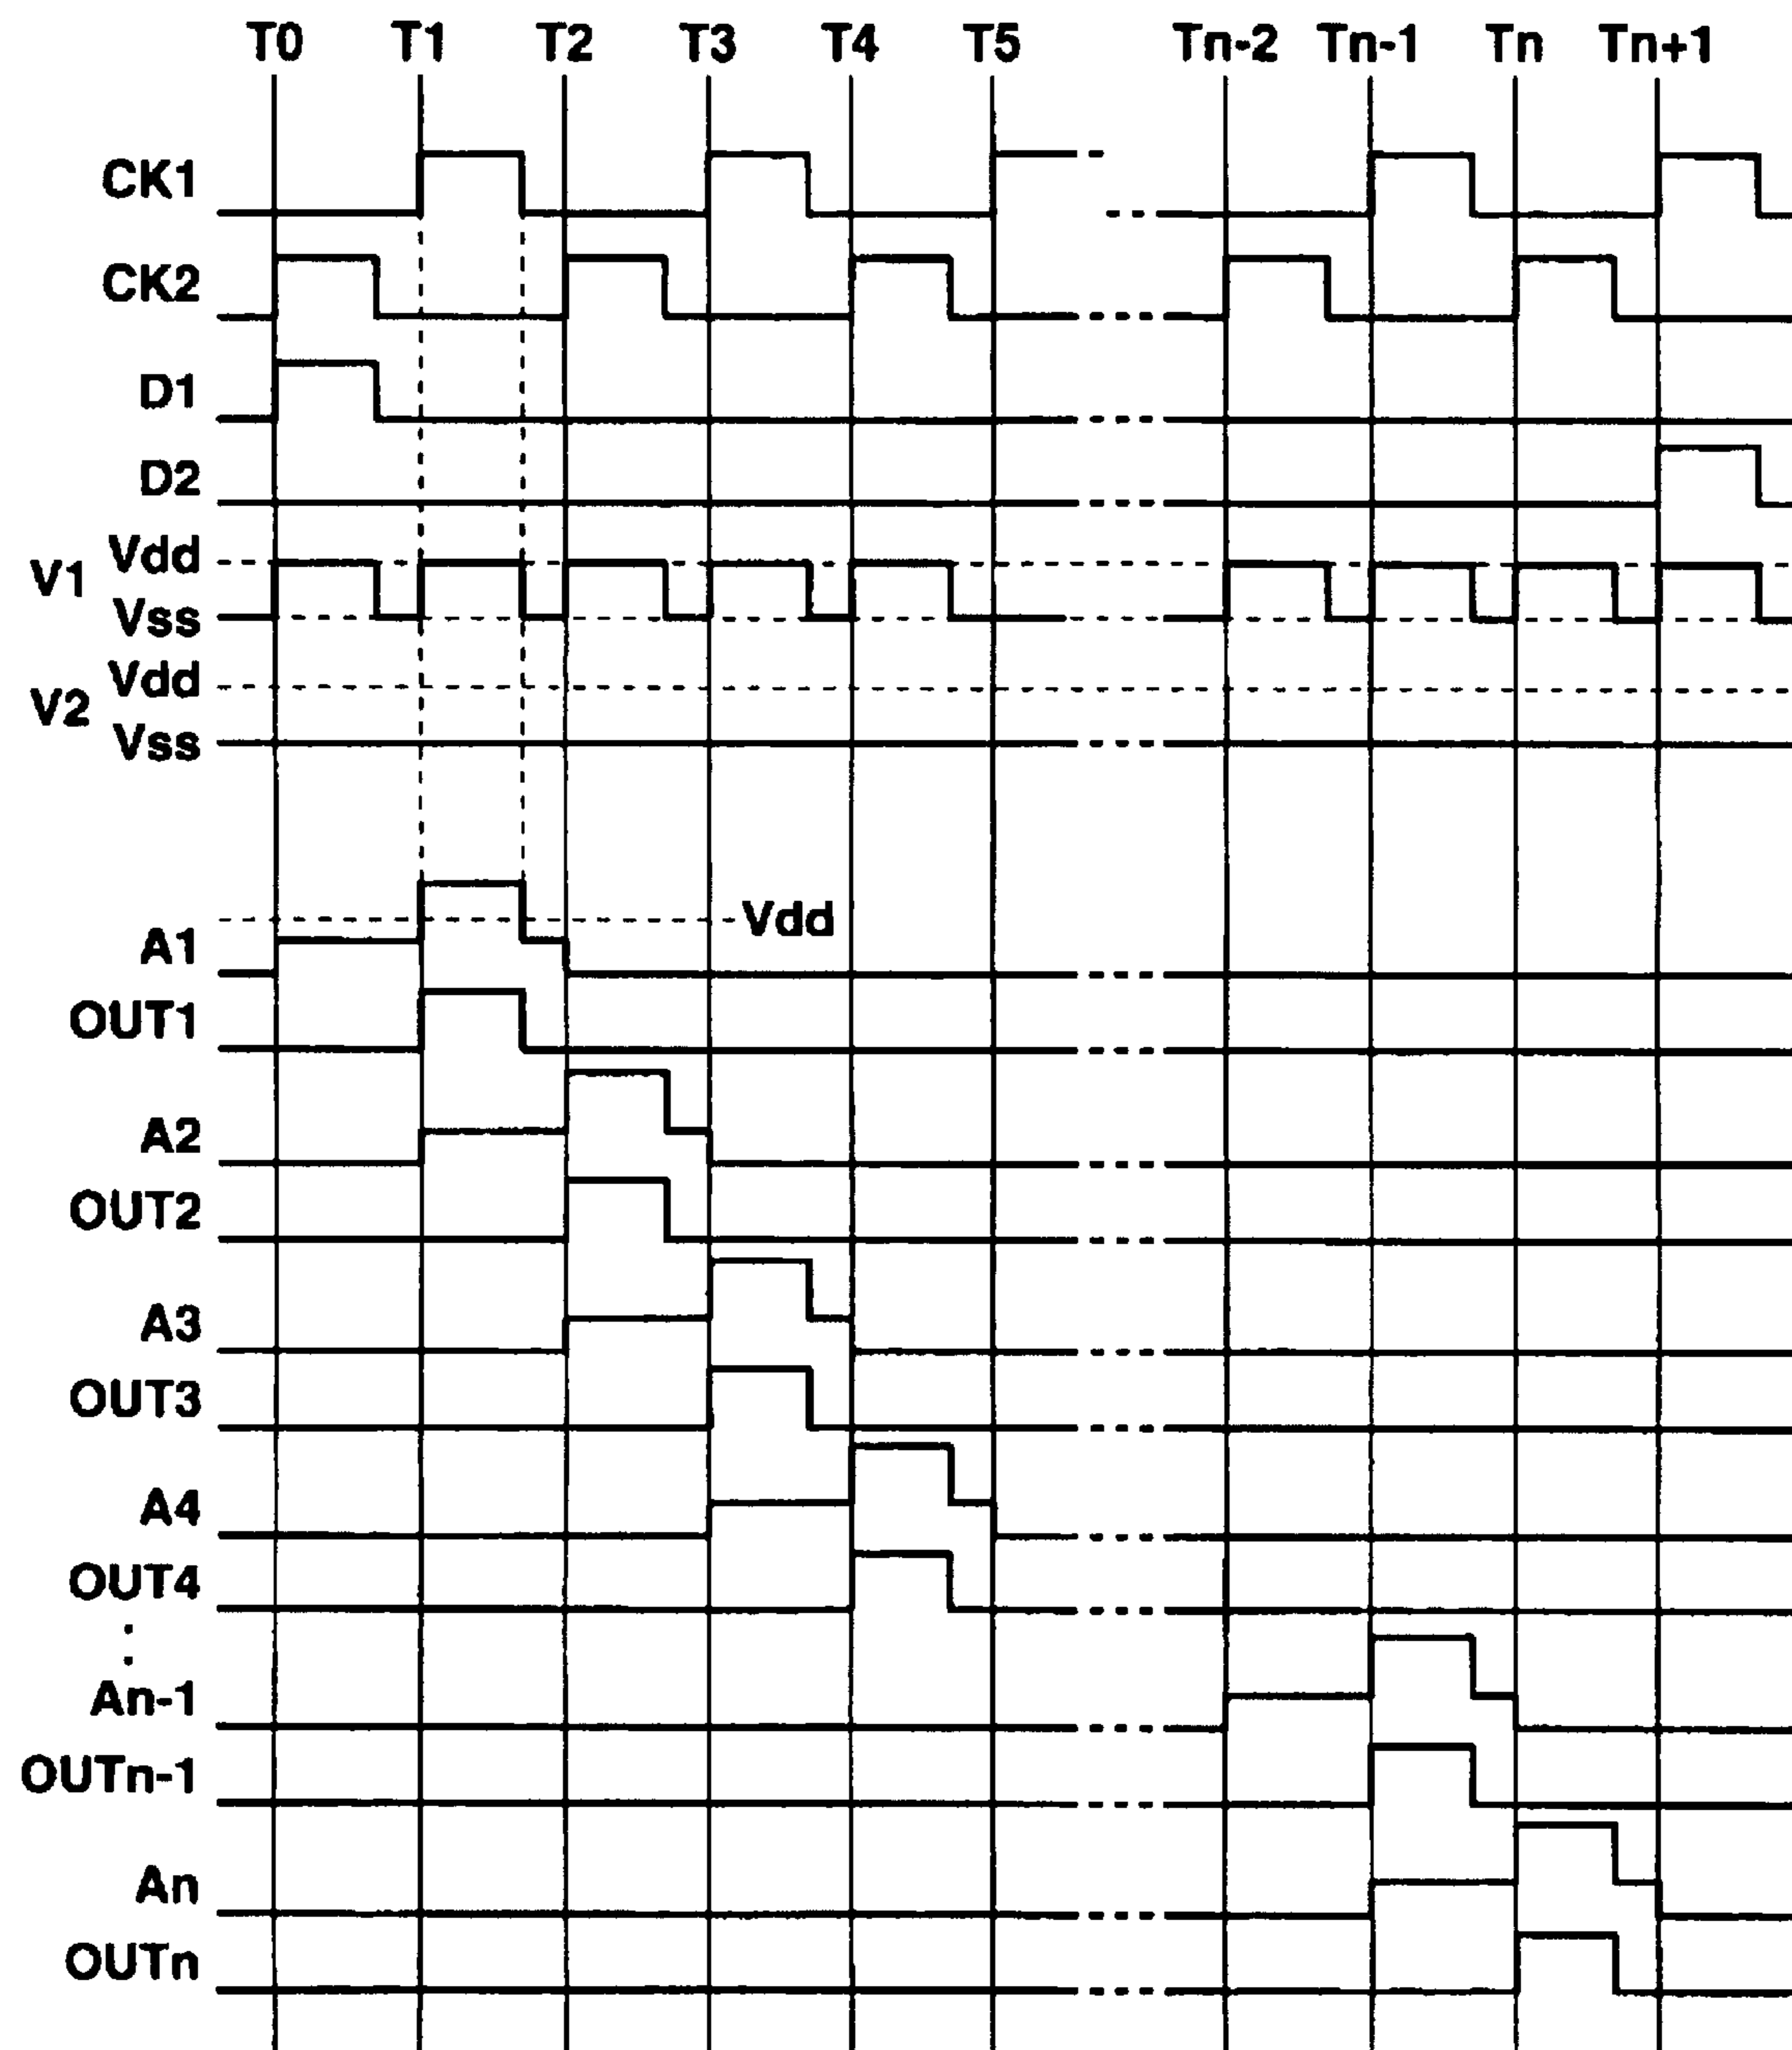 T0 T1 T2 T3 T4 T5 Tn-2 Tn-1 Tn Tn+1
CK1
CK2
D1
D2
V1 Vdd
Vss
V2 Vdd
Vss
Vdd
A1
OUT1
A2
OUT2
A3
OUT3
A4
OUT4
:
An-1
OUTn-1
An
OUTn